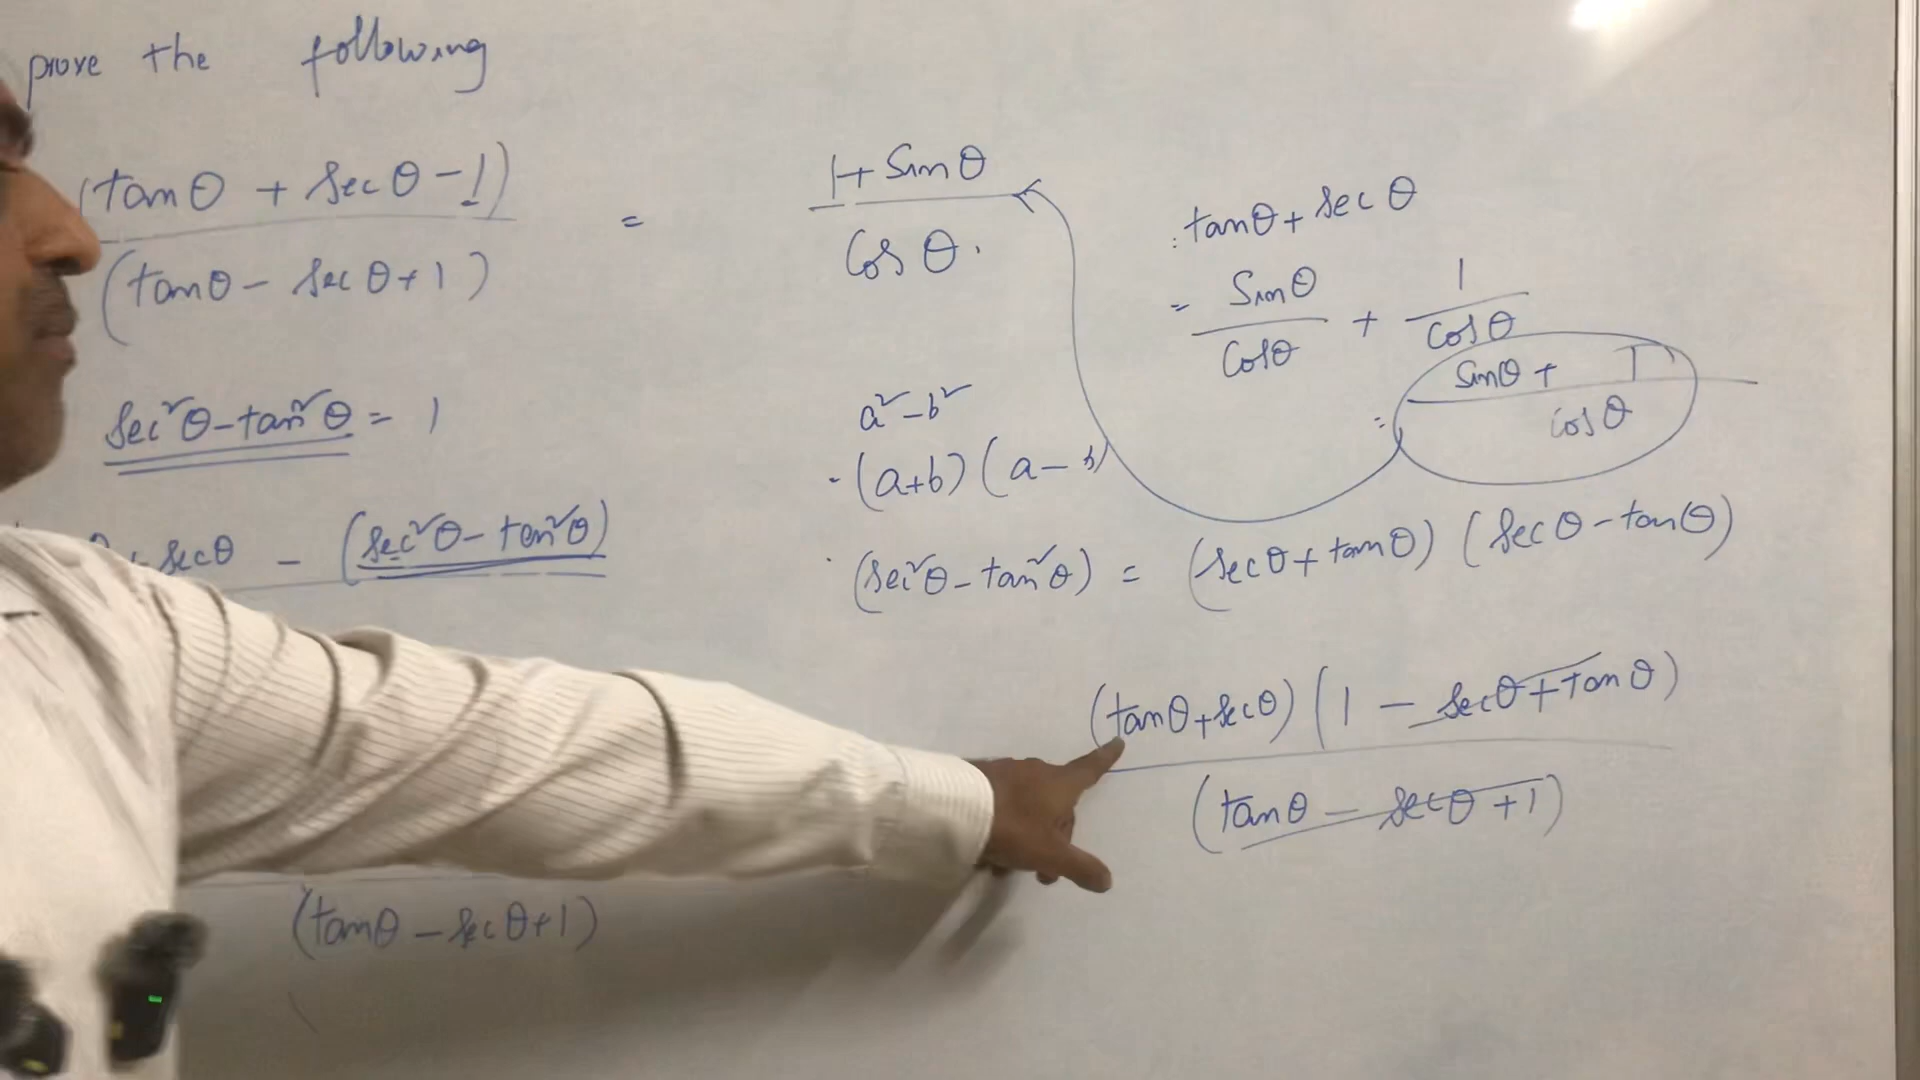 prove the following
(tanθ + secθ - 1)
(tanθ - secθ + 1)
=
1 + Sinθ
Cosθ.
sec²θ - tan²θ = 1
secθ - (sec²θ - tan²θ)
(tanθ - secθ + 1)
a² - b²
(a+b) (a-b)
(sec²θ - tan²θ) = (secθ + tanθ) (secθ - tanθ)
: tanθ + secθ
= Sinθ + 1
Cosθ cosθ
= sinθ + 1
cosθ
(tanθ + secθ) (1 - secθ + tanθ)
(tanθ - secθ + 1)